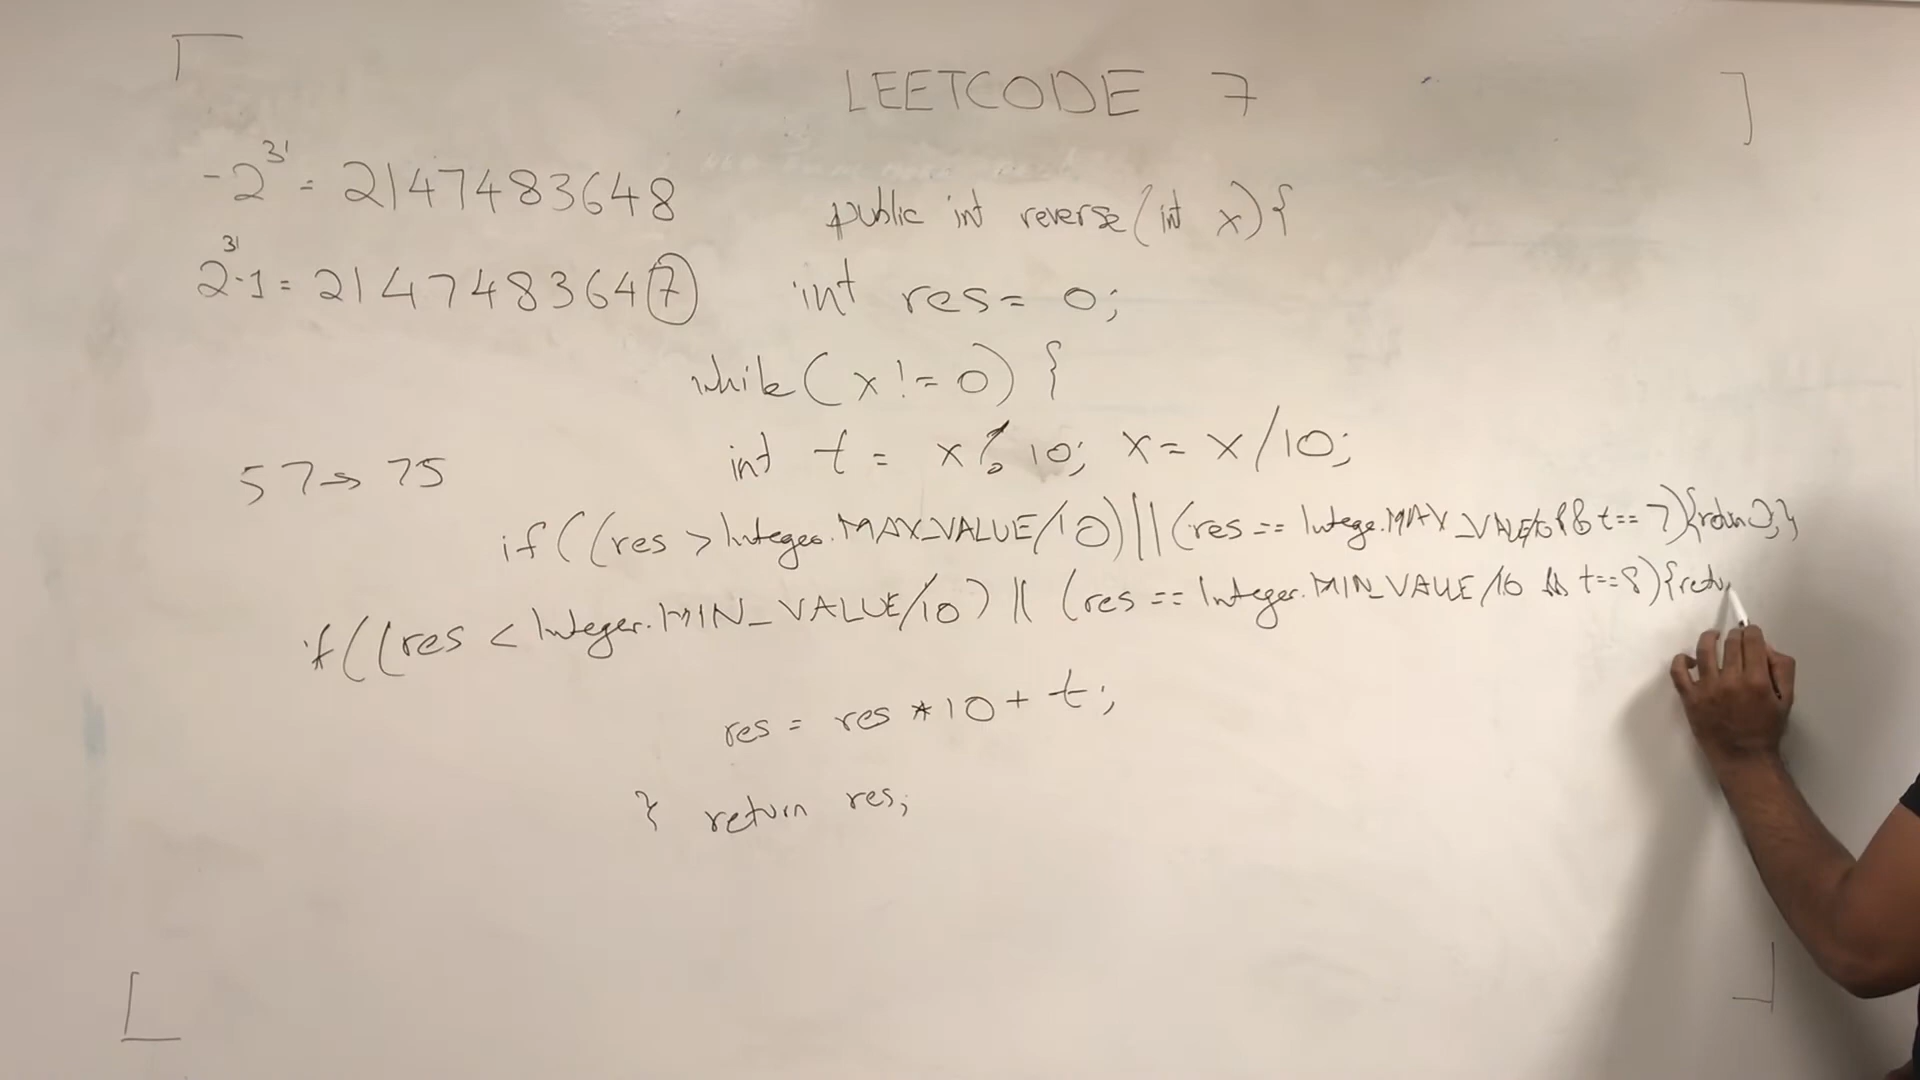 LEETCODE 7
-2^31 = 2147483648
2^31-1 = 2147483647
57 → 75
public int reverse(int x){
int res = 0;
while(x != 0) {
int t = x % 10; x = x/10;
if((res > Integer.MAX_VALUE/10) || (res == Intege.MAX_VALUE/10 && t == 7){return 0;}
if((res < Integer.MIN_VALUE/10) || (res == Integer.MIN_VALUE/10 && t==8){retu
res = res * 10 + t;
} return res;